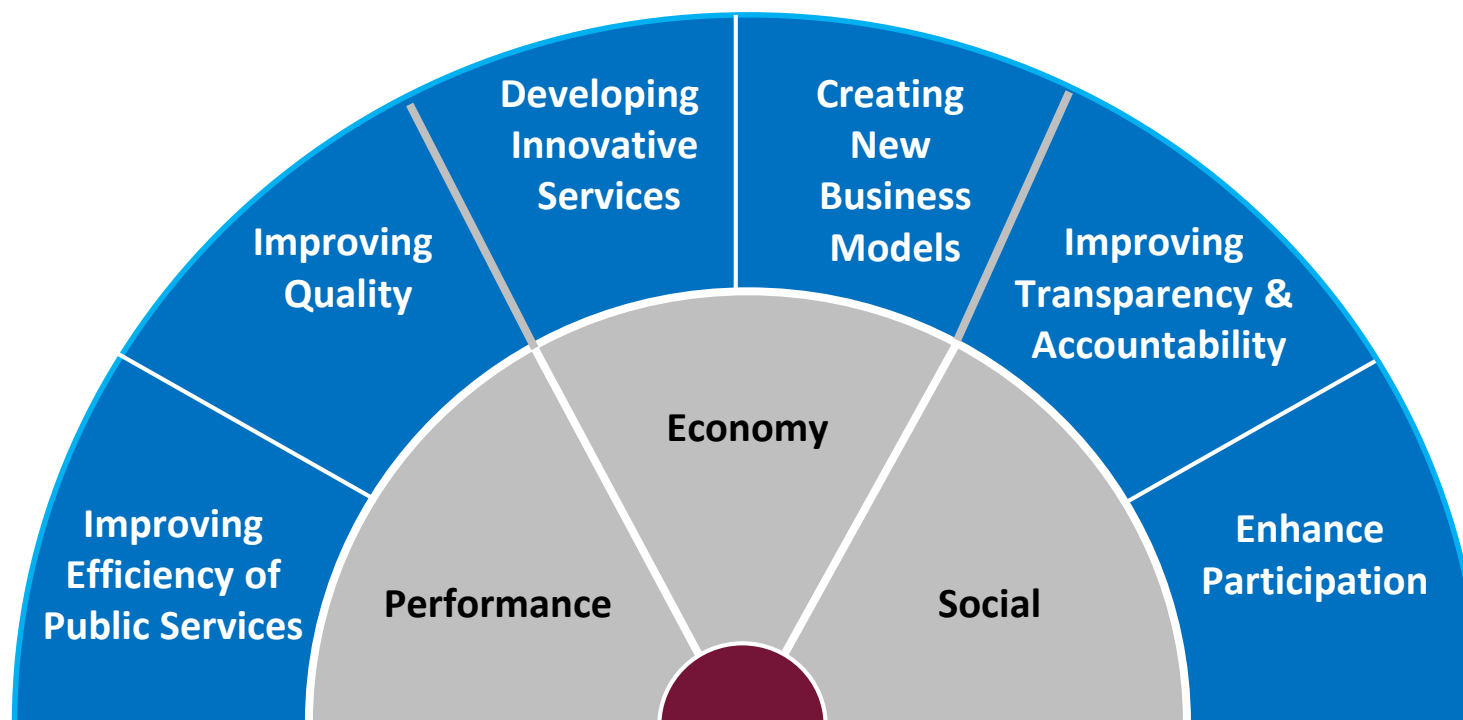 Developing
Innovative
Services
Creating
New
Business
Models
Improving
Quality
Improving
Transparency &
Accountability
Economy
Improving
Efficiency of
Public Services
Enhance
Participation
Performance
Social